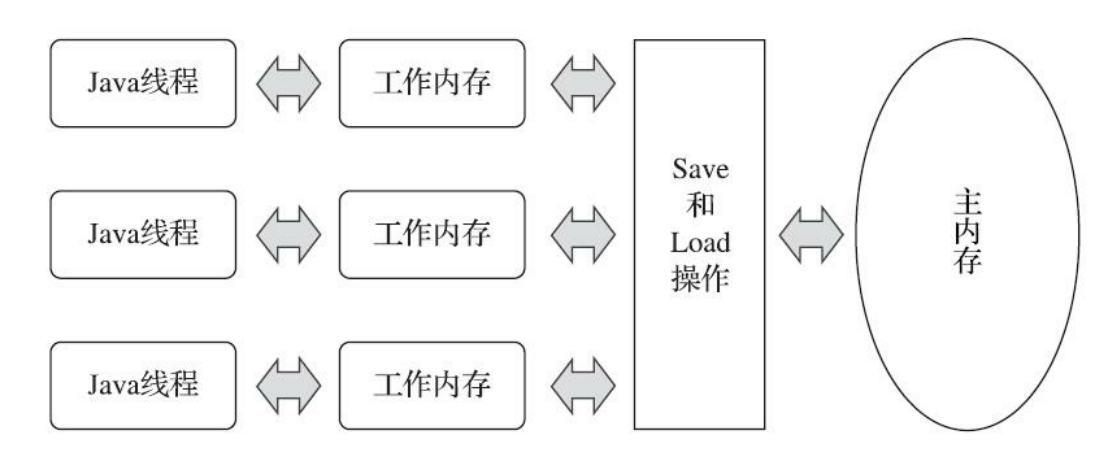 Java线程
工作内存
Java线程
工作内存
Java线程
工作内存
Save
和
Load
操作
主
内
存